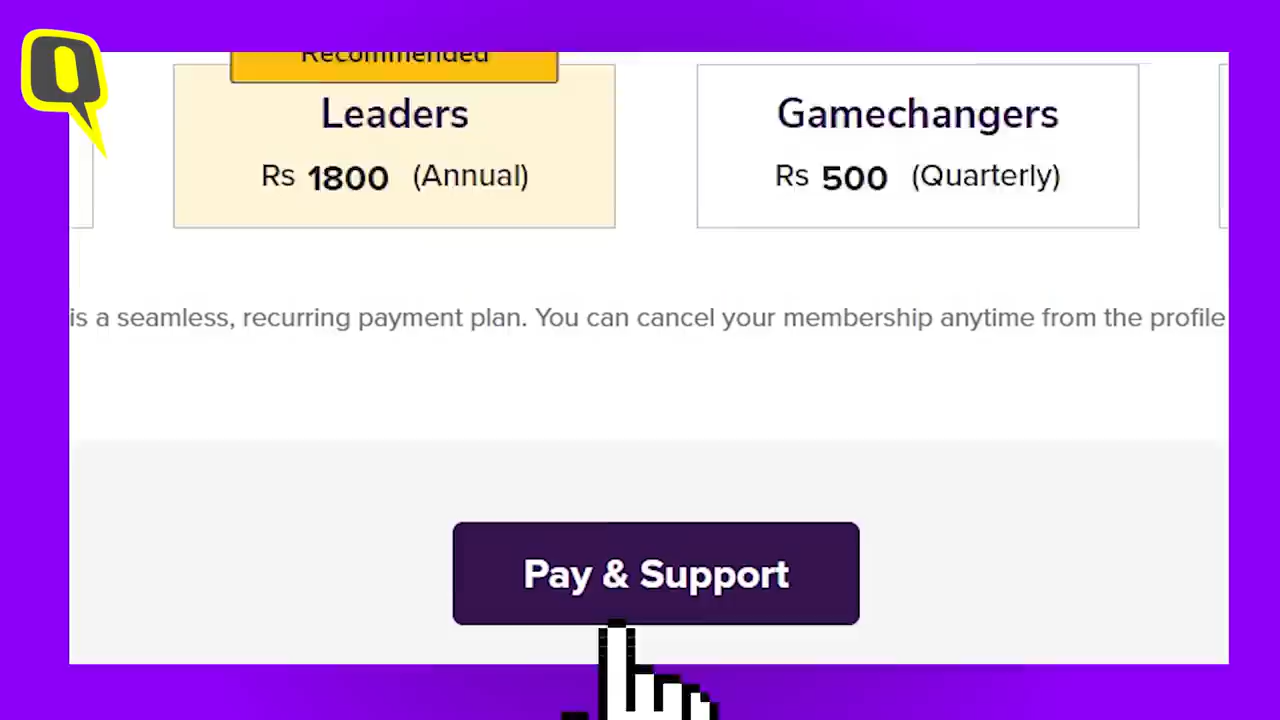 Q
Recommended
Leaders
Rs 1800 (Annual)
Gamechangers
Rs 500 (Quarterly)
is a seamless, recurring payment plan. You can cancel your membership anytime from the profile
Pay & Support